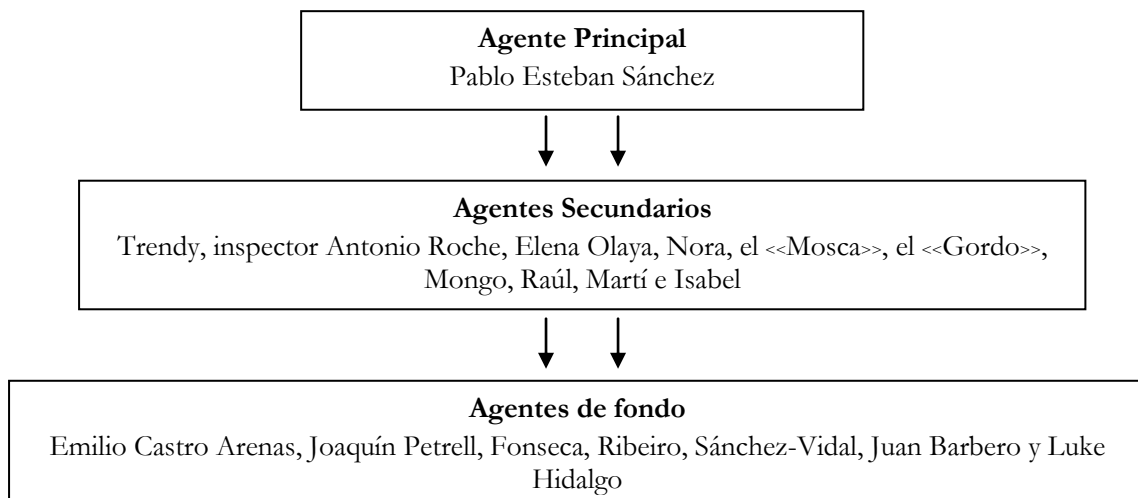 Agente Principal
Pablo Esteban Sánchez
Agentes Secundarios
Trendy, inspector Antonio Roche, Elena Olaya, Nora, el <<Mosca>>, el <<Gordo>>,
Mongo, Raúl, Martí e Isabel
Agentes de fondo
Emilio Castro Arenas, Joaquín Petrell, Fonseca, Ribeiro, Sánchez-Vidal, Juan Barbero y Luke
Hidalgo